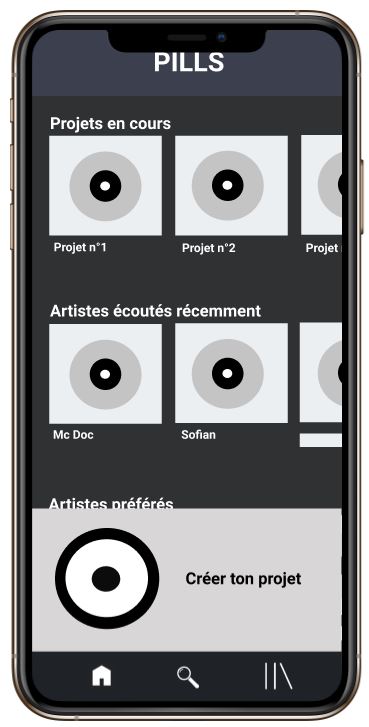 PILLS
Projets en cours
Projet n°1
Projet n°2
Projet
Artistes écoutés récemment
Mc Doc
Sofian
Artistes préférés
Créer ton projet